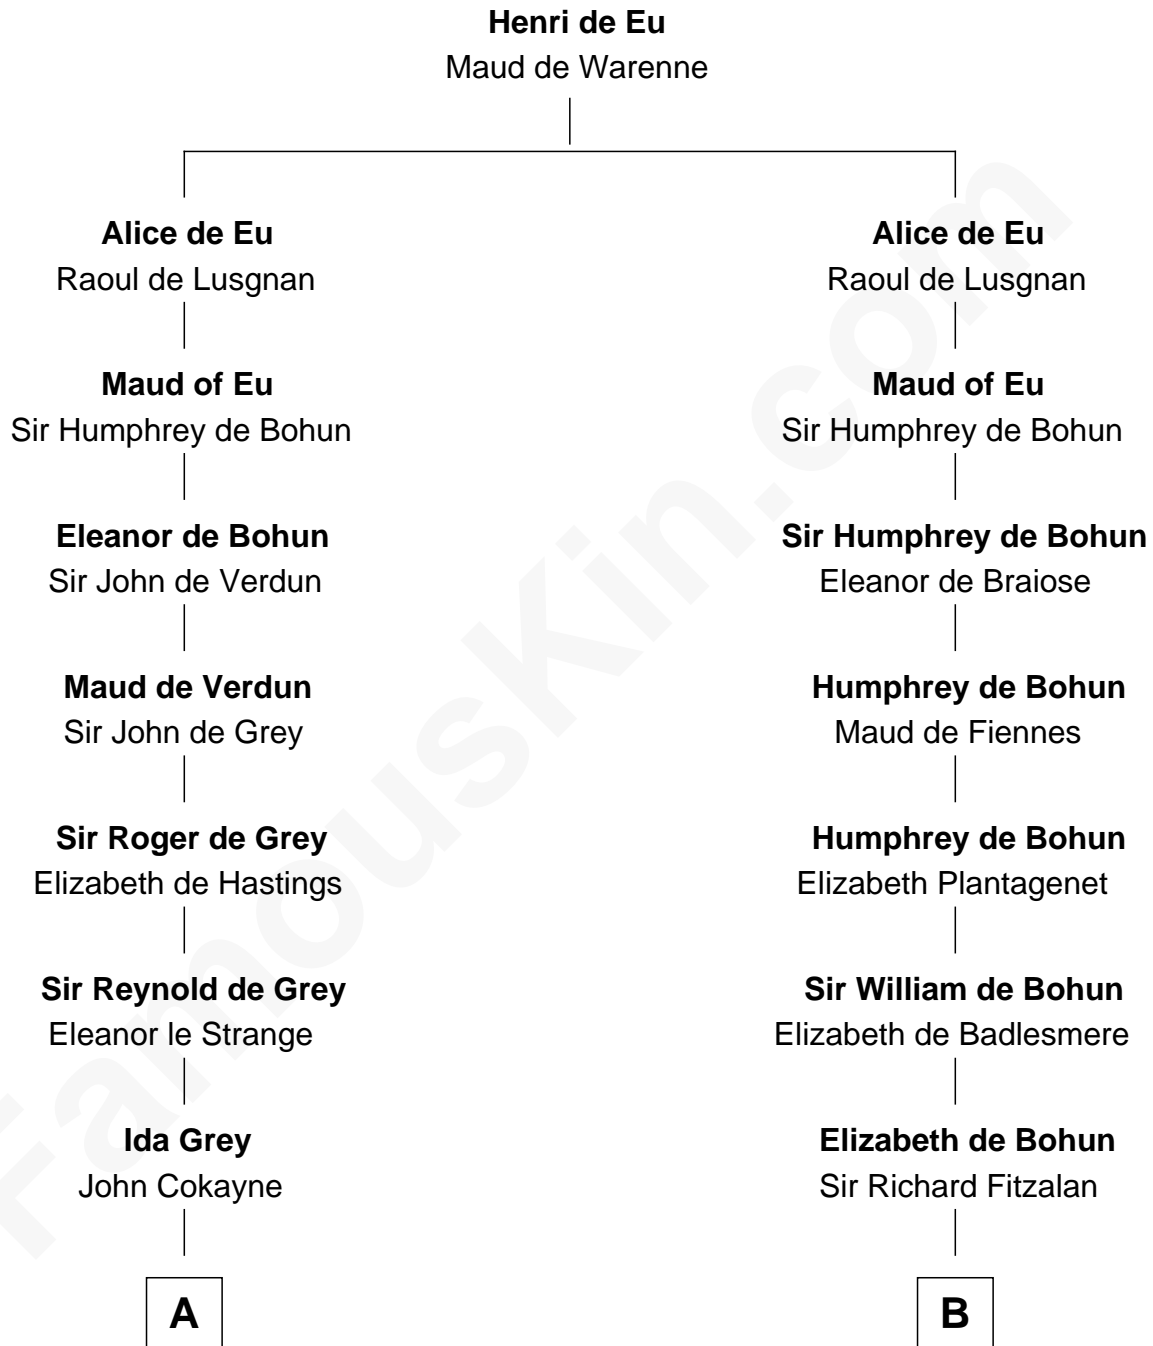 Henri de Eu
Maud de Warenne
Alice de Eu
Raoul de Lusgnan
Maud of Eu
Sir Humphrey de Bohun
Eleanor de Bohun
Sir John de Verdun
Maud de Verdun
Sir John de Grey
Sir Roger de Grey
Elizabeth de Hastings
Sir Reynold de Grey
Eleanor le Strange
Ida Grey
John Cokayne
A
Alice de Eu
Raoul de Lusgnan
Maud of Eu
Sir Humphrey de Bohun
Sir Humphrey de Bohun
Eleanor de Braiose
Humphrey de Bohun
Maud de Fiennes
Humphrey de Bohun
Elizabeth Plantagenet
Sir William de Bohun
Elizabeth de Badlesmere
Elizabeth de Bohun
Sir Richard Fitzalan
B
FamousKin.com